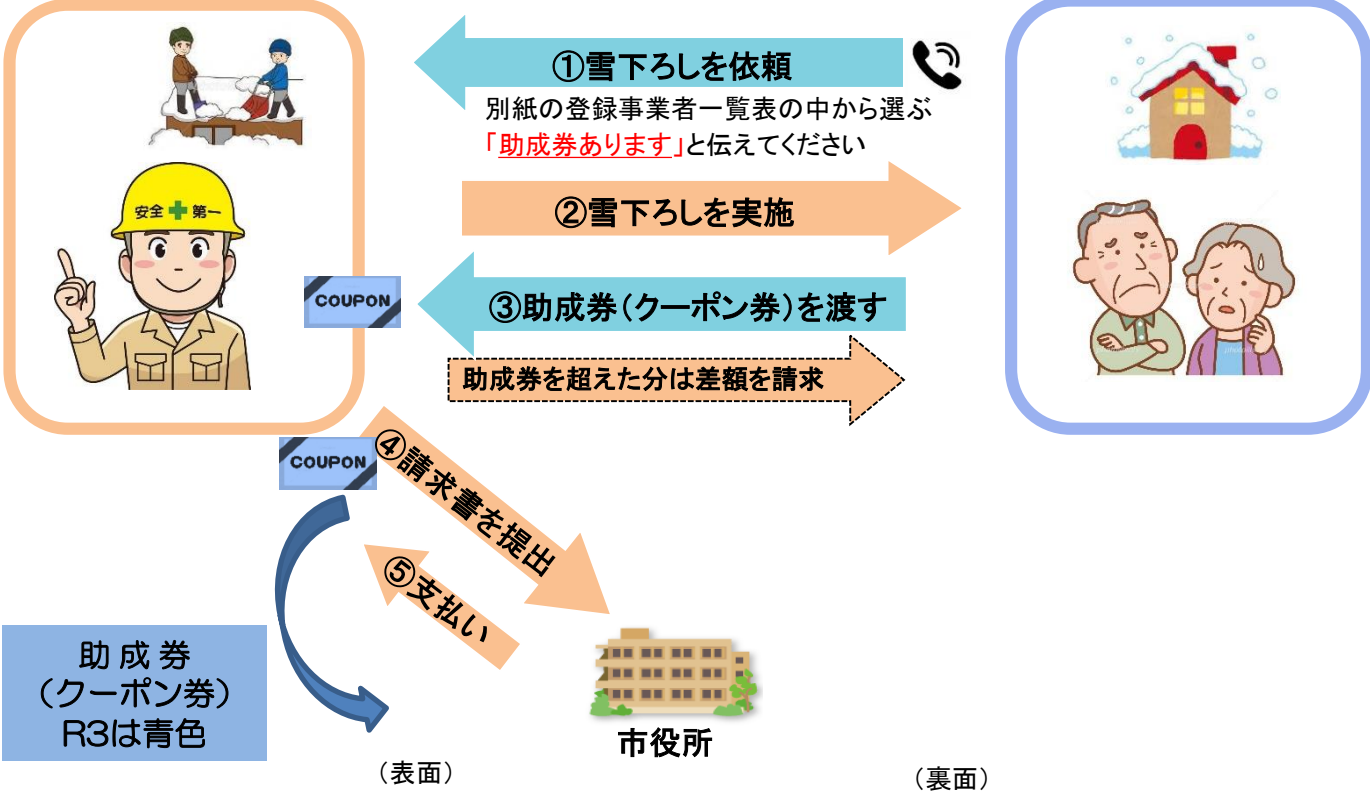 ①雪下ろしを依頼
別紙の登録事業者一覧表の中から選ぶ
「助成券あります」と伝えてください
②雪下ろしを実施
安全 第一
COUPON
③助成券(クーポン券)を渡す
助成券を超えた分は差額を請求
COUPON
④請求書を提出
⑤支払い
助成券
(クーポン券)
R3は青色
市役所
(表面)
(裏面)